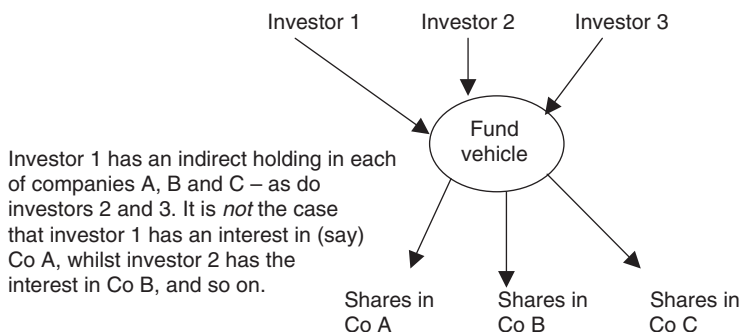 Investor 1
Investor 2
Investor 3
Fund
vehicle
Investor 1 has an indirect holding in each
of companies A, B and C – as do
investors 2 and 3. It is not the case
that investor 1 has an interest in (say)
Co A, whilst investor 2 has the
interest in Co B, and so on.
Shares in
Co A
Shares in
Co B
Shares in
Co C